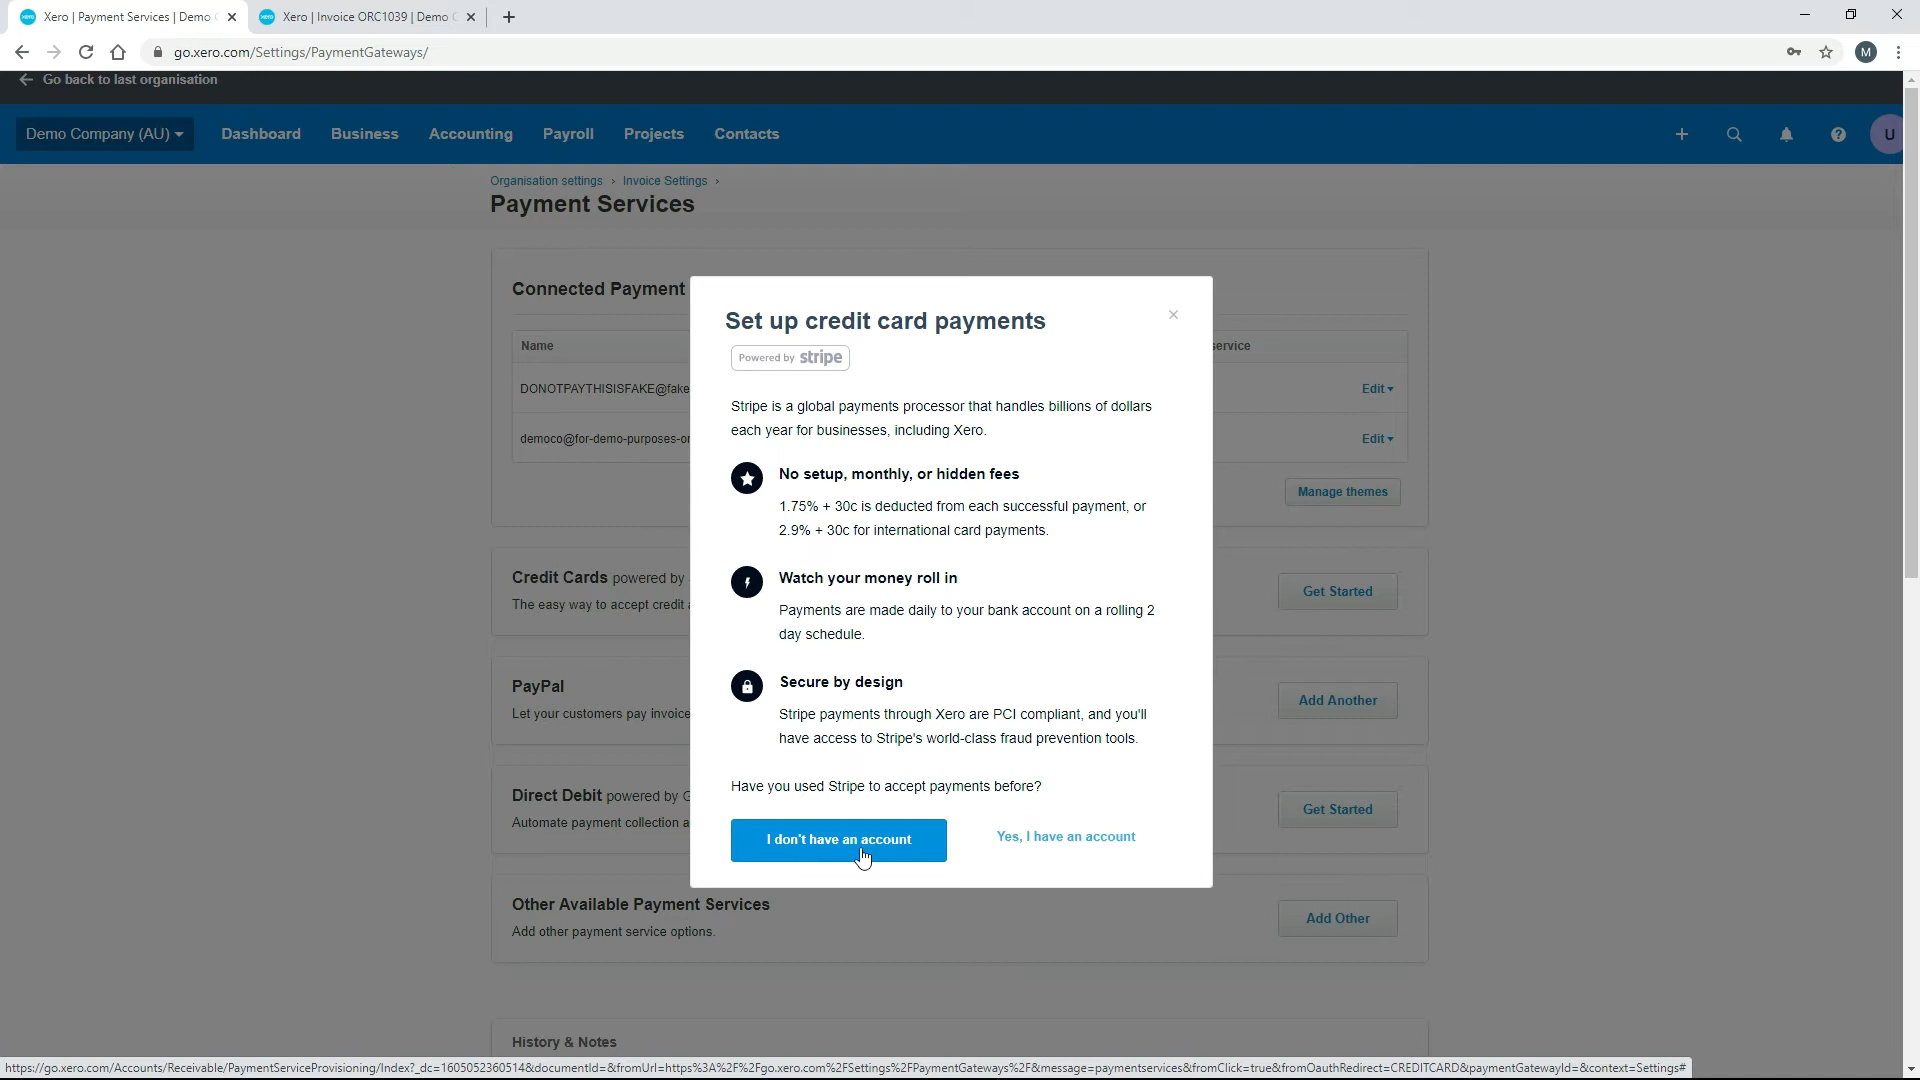 Xero | Payment Services | Demo
Xero | Invoice ORC1039 | Demo C
go.xero.com/Settings/PaymentGateways/
M
Go back to last organisation
Demo Company (AU)
Dashboard
Business
Accounting
Payroll
Projects
Contacts
U
Organisation settings › Invoice Settings ›
Payment Services
Connected Payment
Name
service
DONOTPAYTHISISFAKE@fake
Edit
democo@for-demo-purposes-or
Edit
Manage themes
Credit Cards powered by
The easy way to accept credit
Get Started
PayPal
Let your customers pay invoice
Add Another
Direct Debit powered by G
Automate payment collection a
Get Started
Other Available Payment Services
Add other payment service options.
Add Other
History & Notes
Set up credit card payments
Powered by stripe
Stripe is a global payments processor that handles billions of dollars
each year for businesses, including Xero.
No setup, monthly, or hidden fees
1.75% + 30c is deducted from each successful payment, or
2.9% + 30c for international card payments.
Watch your money roll in
Payments are made daily to your bank account on a rolling 2
day schedule.
Secure by design
Stripe payments through Xero are PCI compliant, and you'll
have access to Stripe's world-class fraud prevention tools.
Have you used Stripe to accept payments before?
I don't have an account
Yes, I have an account
https://go.xero.com/Accounts/Receivable/PaymentServiceProvisioning/Index?_dc=1605052360514&documentId=&fromUrl=https%3A%2F%2Fgo.xero.com%2FSettings%2FPaymentGateways%2F&message=paymentservices&fromClick=true&fromOauthRedirect=CREDITCARD&paymentGatewayId=&context=Settings#